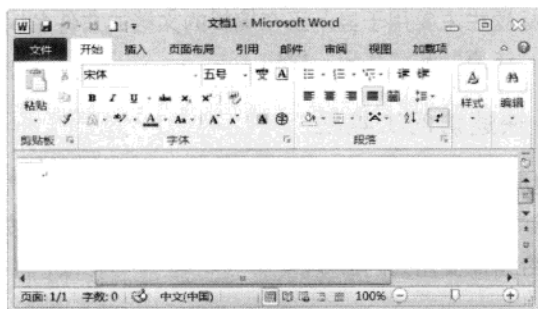 文档1 - Microsoft Word
文件 开始 插入 页面布局 引用 邮件 审阅 视图 加载项
宋体 五号
粘贴 样式 编辑
剪贴板 字体 段落
页面: 1/1 字数: 0 中文(中国) 100%